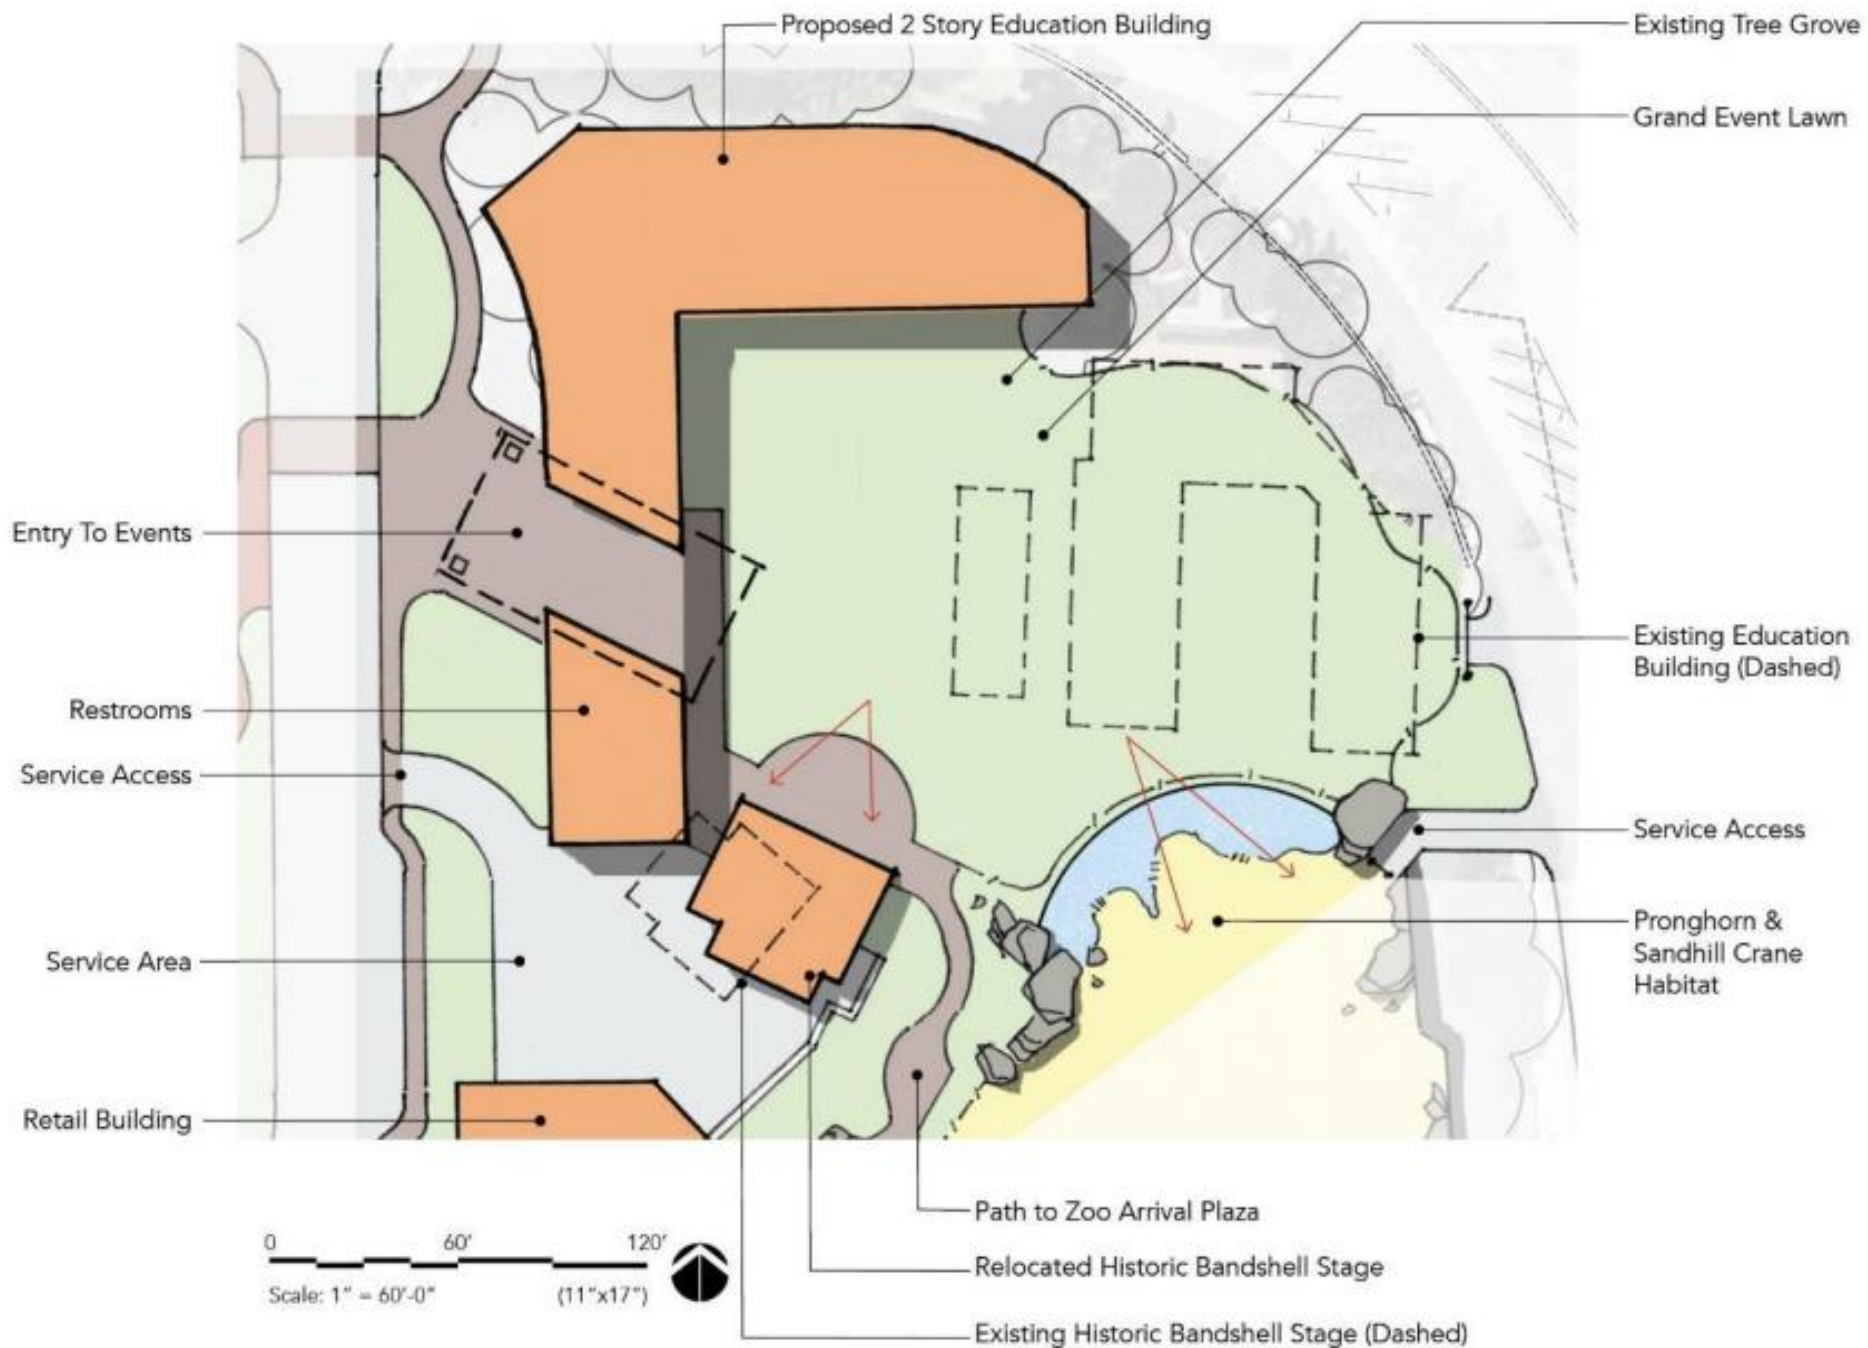 Proposed 2 Story Education Building
Existing Tree Grove
Grand Event Lawn
Entry To Events
Existing Education
Building (Dashed)
Restrooms
Service Access
Service Access
Service Area
Pronghorn &
Sandhill Crane
Habitat
Retail Building
Path to Zoo Arrival Plaza
0 60' 120'
Relocated Historic Bandshell Stage
Scale: 1" = 60'-0" (11"x17")
Existing Historic Bandshell Stage (Dashed)